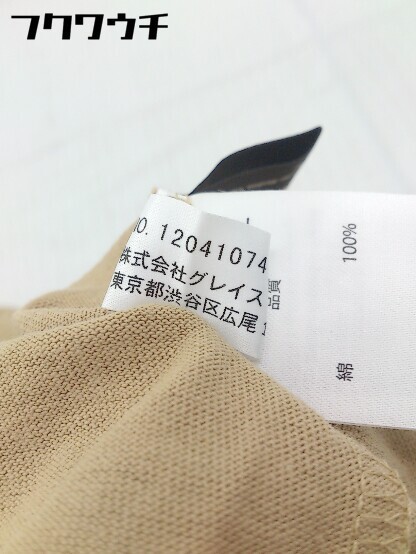 フクワウチ
NO. 12041074
株式会社グレイス
東京都渋谷区広尾 1
品質
綿 100%